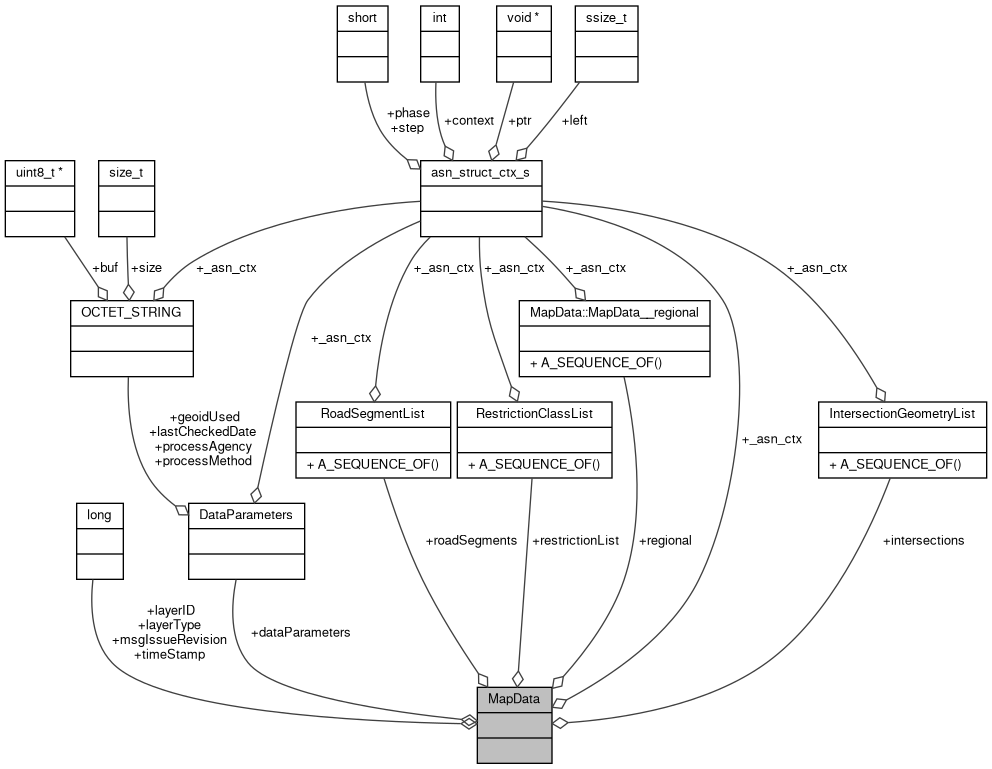 short
int
void *
ssize_t
+phase
+step
+context
+ptr
+left
uint8_t *
size_t
asn_struct_ctx_s
+buf
+size
+_asn_ctx
+_asn_ctx
+_asn_ctx
+_asn_ctx
+_asn_ctx
OCTET_STRING
MapData::MapData__regional
+ A_SEQUENCE_OF()
+_asn_ctx
+geoidUsed
+lastCheckedDate
+processAgency
+processMethod
RoadSegmentList
+ A_SEQUENCE_OF()
RestrictionClassList
+ A_SEQUENCE_OF()
+_asn_ctx
IntersectionGeometryList
+ A_SEQUENCE_OF()
long
DataParameters
+roadSegments
+restrictionList
+regional
+intersections
+layerID
+layerType
+msgIssueRevision
+timeStamp
+dataParameters
MapData